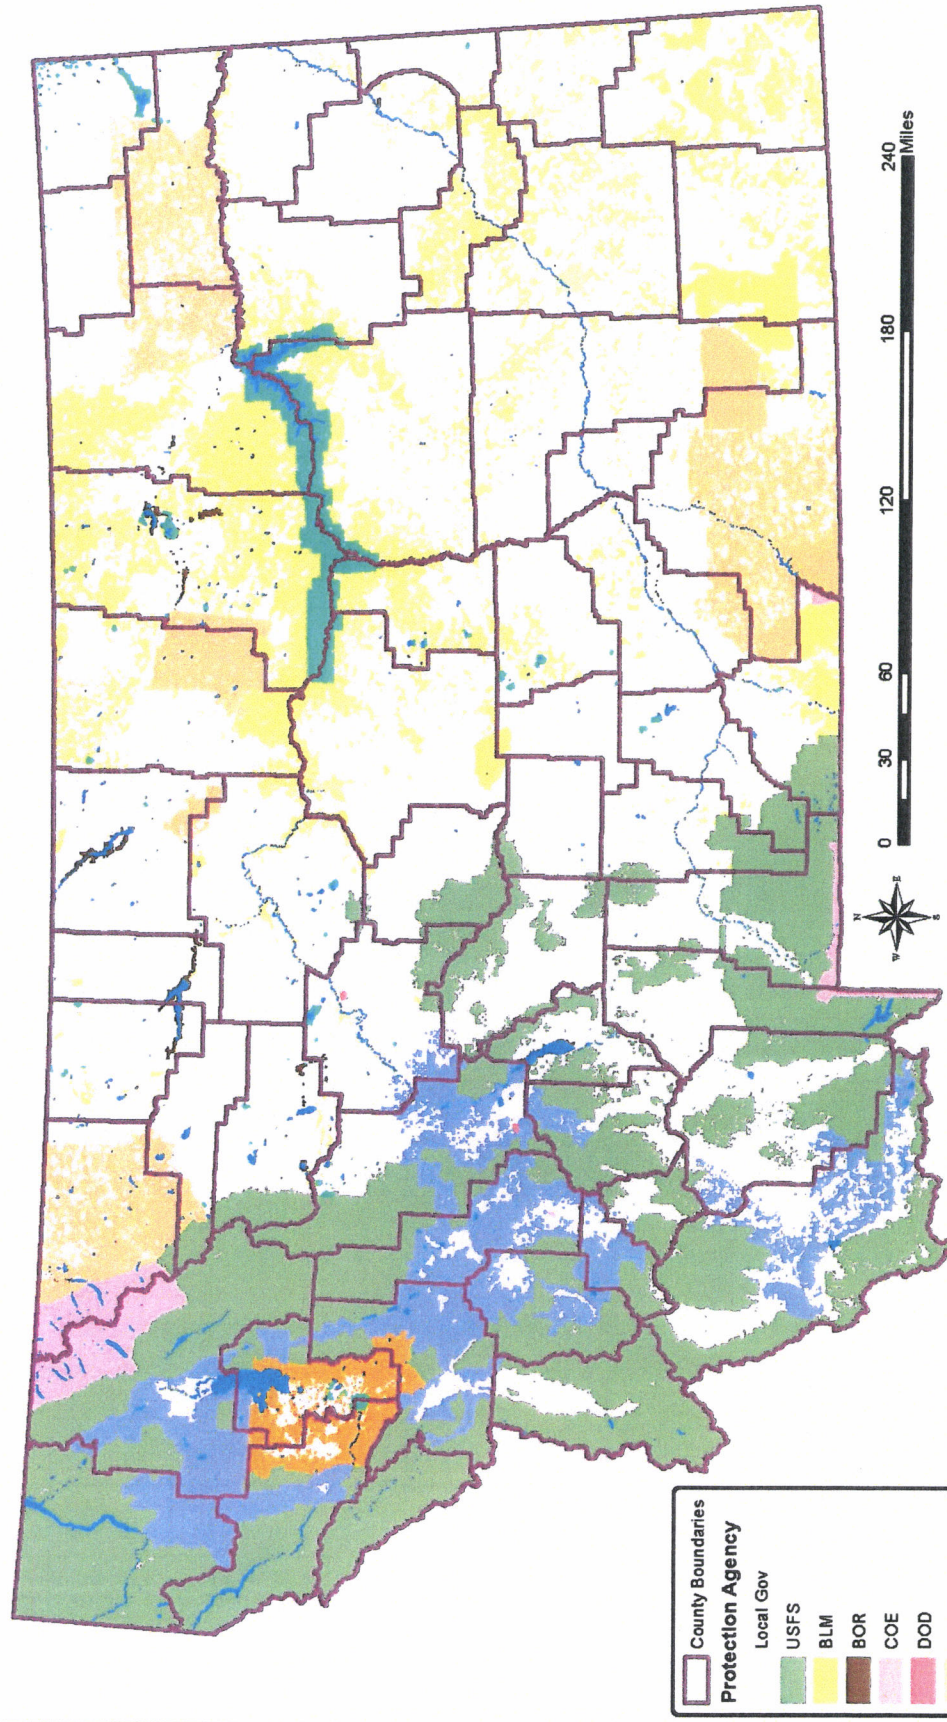 N
W
E
S
0
30
60
120
180
240
Miles
County Boundaries
Protection Agency
Local Gov
USFS
BLM
BOR
COE
DOD